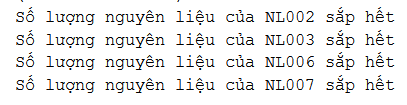 Số lượng nguyên liệu của NL002 sắp hết
Số lượng nguyên liệu của NL003 sắp hết
Số lượng nguyên liệu của NL006 sắp hết
Số lượng nguyên liệu của NL007 sắp hết